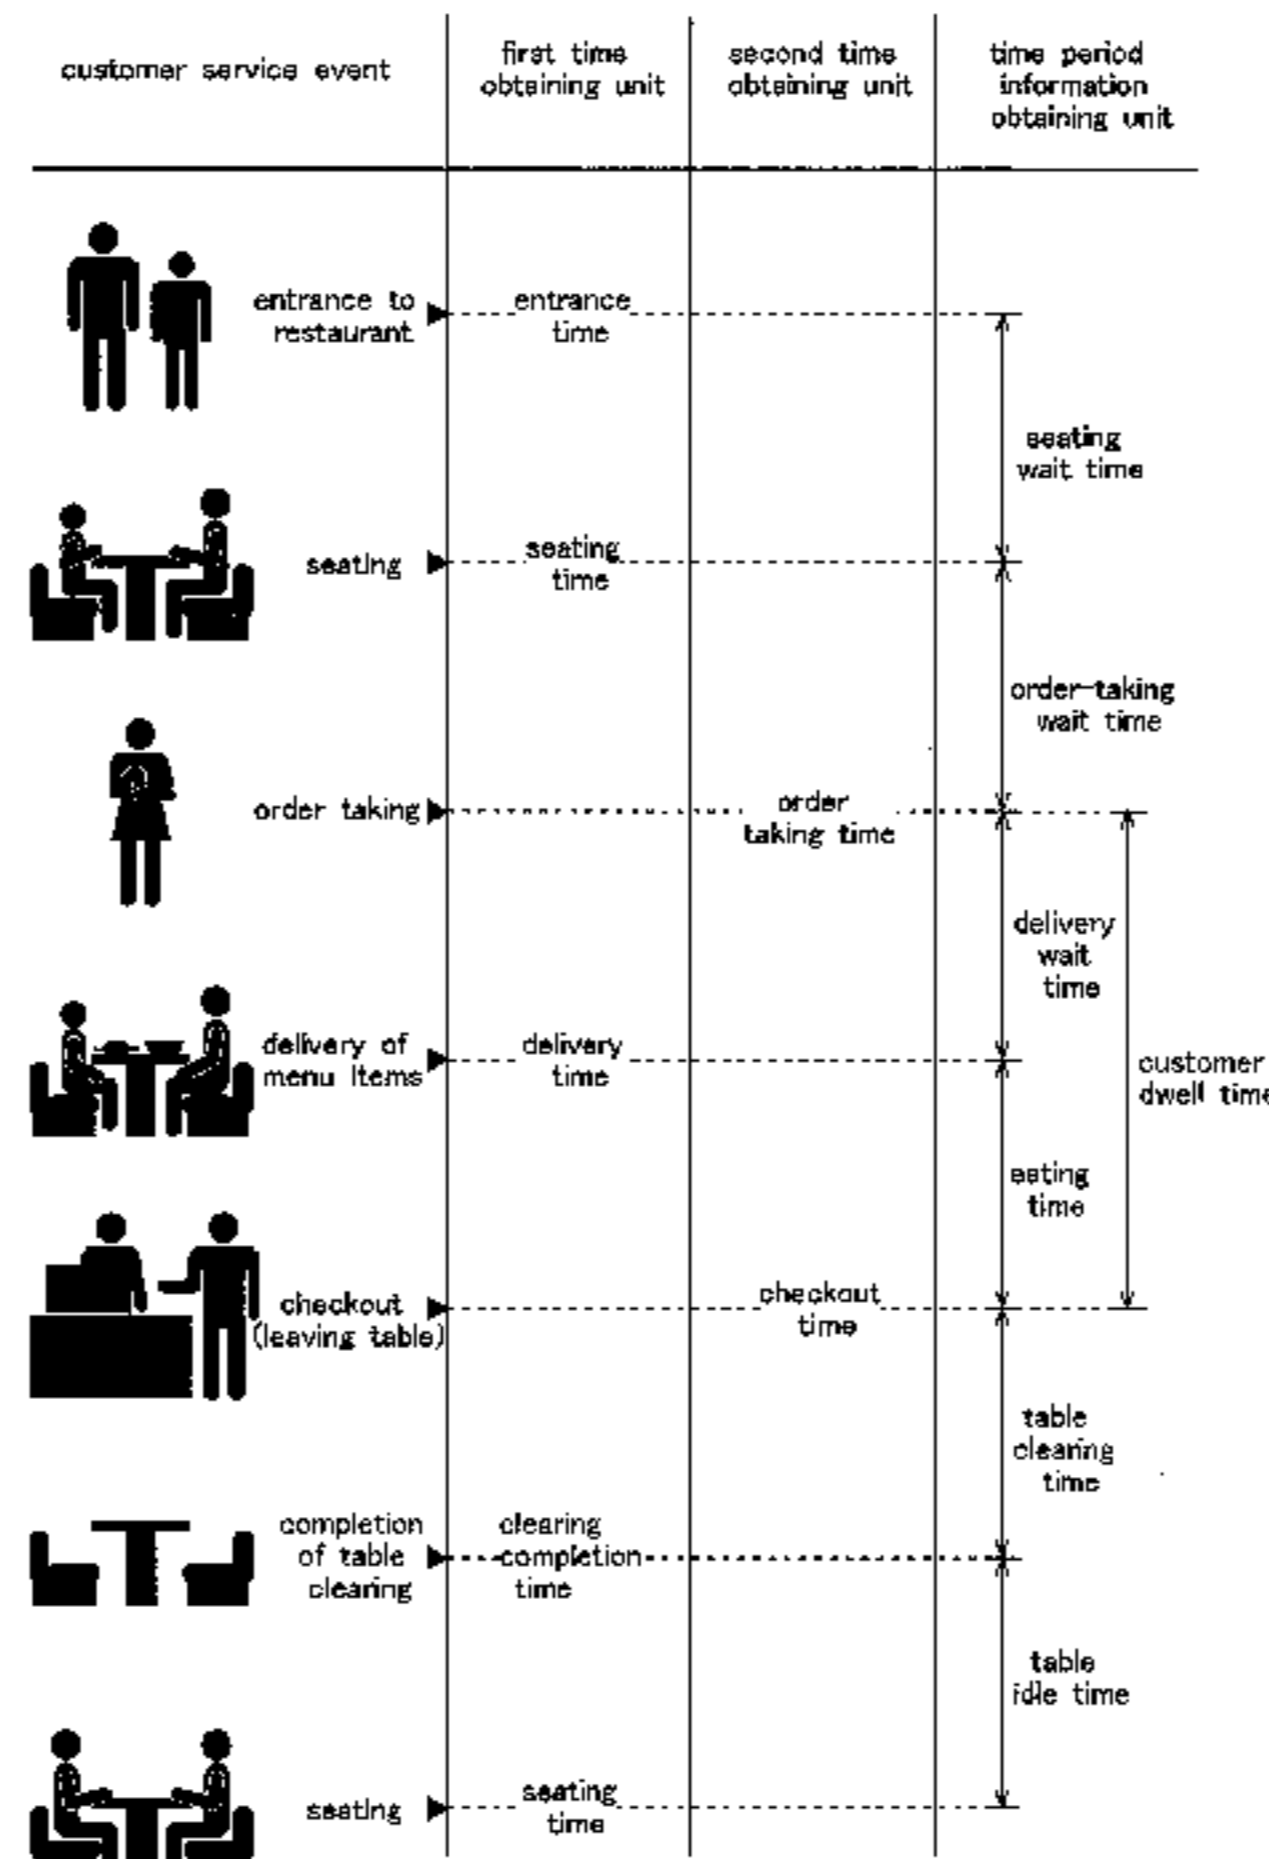 customer service event
first time
obtaining unit
second time
obtaining unit
time period
information
obtaining unit
entrance to
restaurant
entrance
time
seating
wait time
seating
seating
time
order-taking
wait time
order taking
order
taking time
delivery
wait
time
delivery of
menu items
delivery
time
customer
dwell time
eating
time
checkout
(leaving table)
checkout
time
table
clearing
time
completion
of table
clearing
clearing
completion
time
table
idle time
seating
seating
time